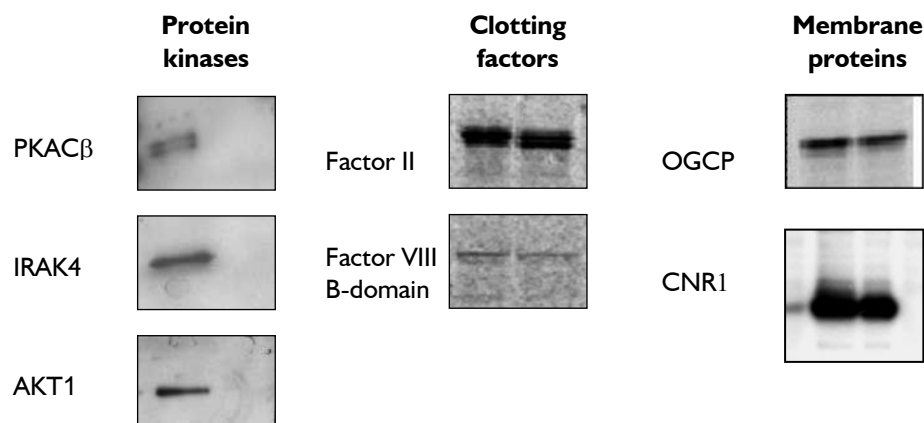 Protein
kinases
PKACβ
IRAK4
AKT1
Clotting
factors
Factor II
Factor VIII
B-domain
Membrane
proteins
OGCP
CNR1